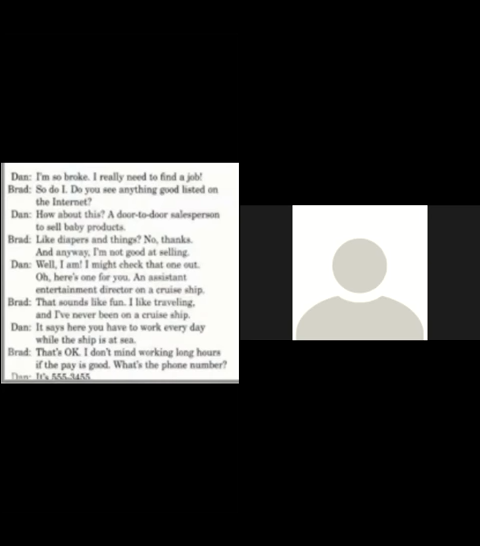 Dan: I'm so broke. I really need to find a job!
Brad: So do I. Do you see anything good listed on
the Internet?
Dan: How about this? A door-to-door salesperson
to sell baby products.
Brad: Like diapers and things? No, thanks.
And anyway, I'm not good at selling.
Dan: Well, I am! I might check that one out.
Oh, here's one for you. An assistant
entertainment director on a cruise ship.
Brad: That sounds like fun. I like traveling,
and I've never been on a cruise ship.
Dan: It says here you have to work every day
while the ship is at sea.
Brad: That's OK. I don't mind working long hours
if the pay is good. What's the phone number?
Dan: It's 555-3455